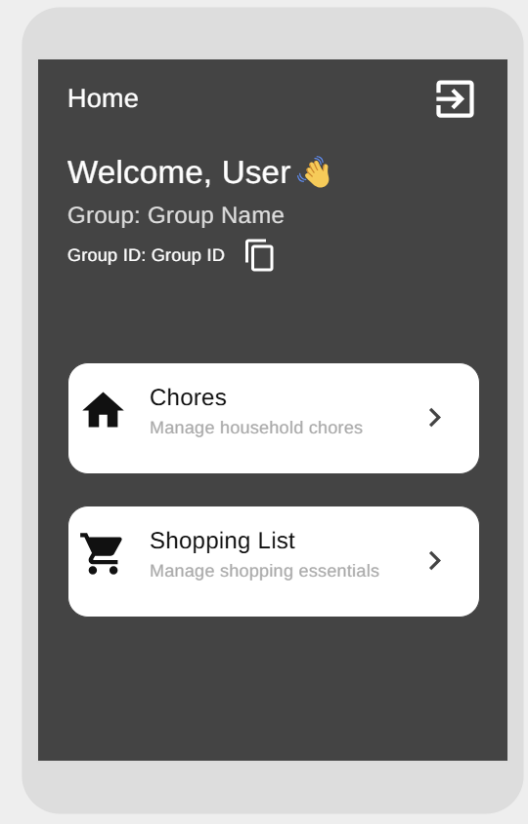 Home
Welcome, User 👋
Group: Group Name
Group ID: Group ID
Chores
Manage household chores
Shopping List
Manage shopping essentials